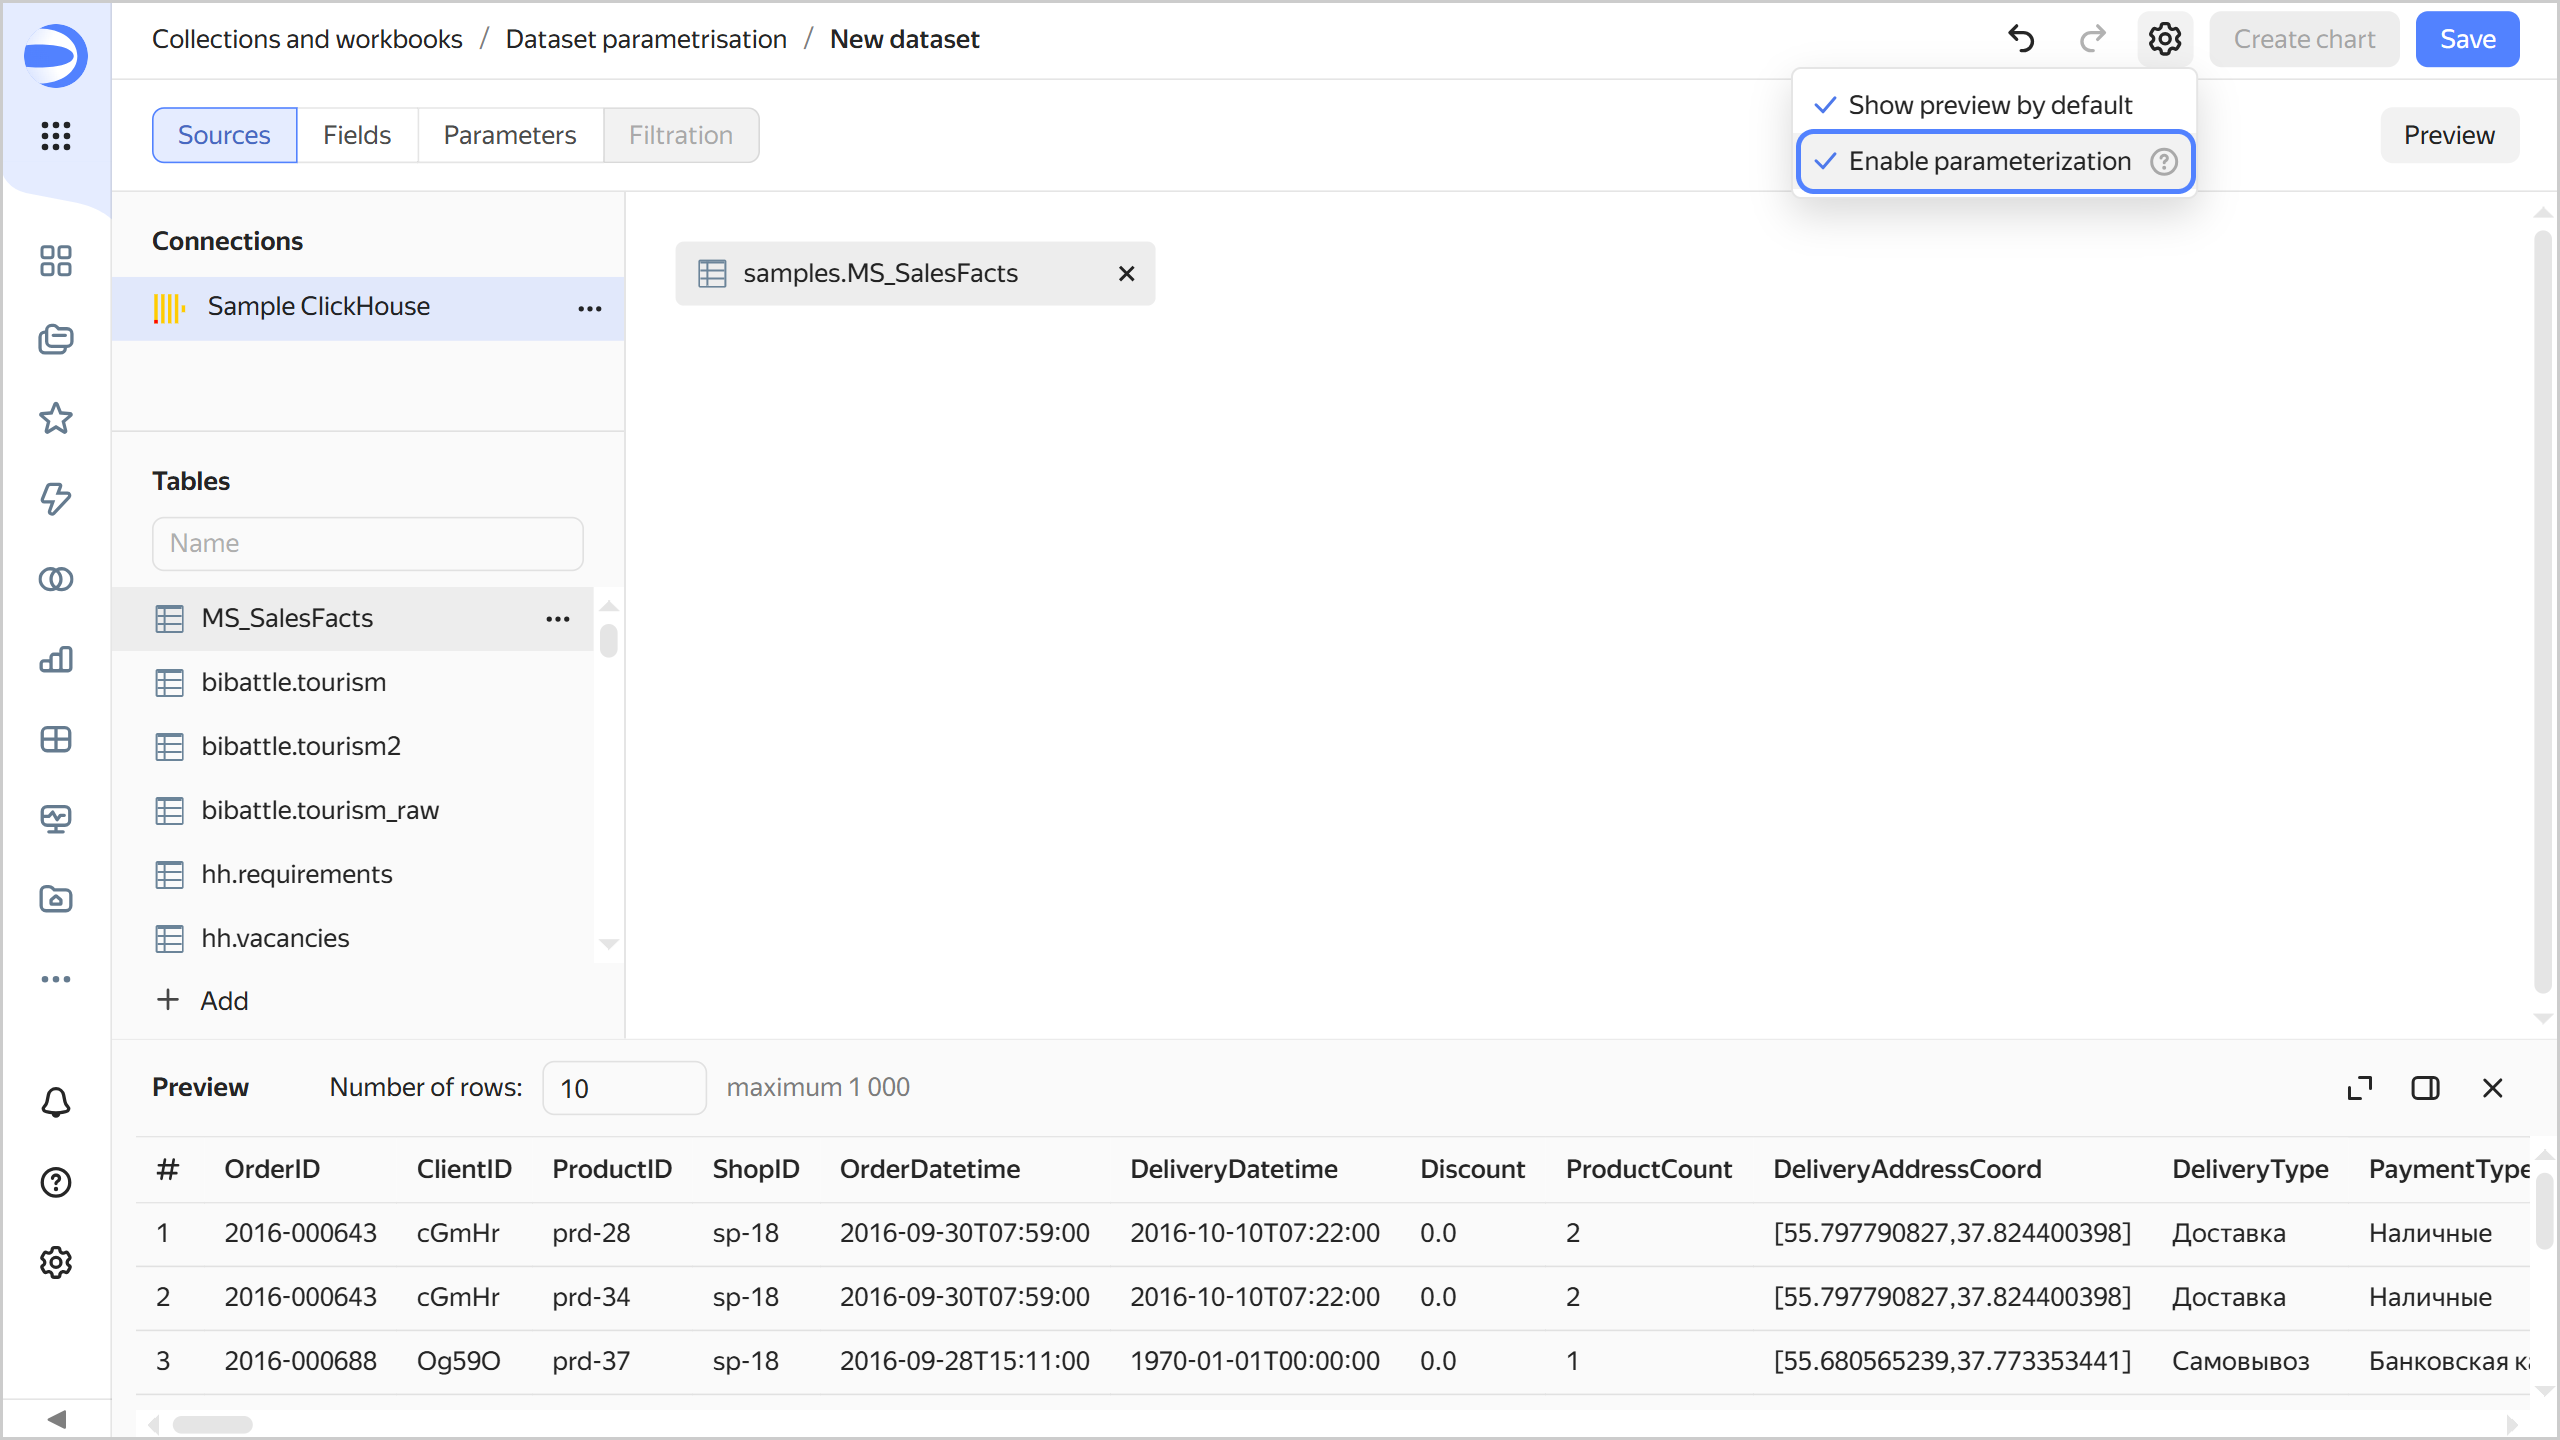 Collections and workbooks / Dataset parametrisation / New dataset
Create chart
Save
Show preview by default
Enable parameterization
Sources
Fields
Parameters
Filtration
Preview
Connections
Sample ClickHouse
samples.MS_SalesFacts
Tables
Name
MS_SalesFacts
bibattle.tourism
bibattle.tourism2
bibattle.tourism_raw
hh.requirements
hh.vacancies
Add
Preview Number of rows: 10 maximum 1 000
# OrderID ClientID ProductID ShopID OrderDatetime DeliveryDatetime Discount ProductCount DeliveryAddressCoord DeliveryType PaymentType
1 2016-000643 cGmHr prd-28 sp-18 2016-09-30T07:59:00 2016-10-10T07:22:00 0.0 2 [55.797790827,37.824400398] Доставка Наличные
2 2016-000643 cGmHr prd-34 sp-18 2016-09-30T07:59:00 2016-10-10T07:22:00 0.0 2 [55.797790827,37.824400398] Доставка Наличные
3 2016-000688 Og59O prd-37 sp-18 2016-09-28T15:11:00 1970-01-01T00:00:00 0.0 1 [55.680565239,37.773353441] Самовывоз Банковская